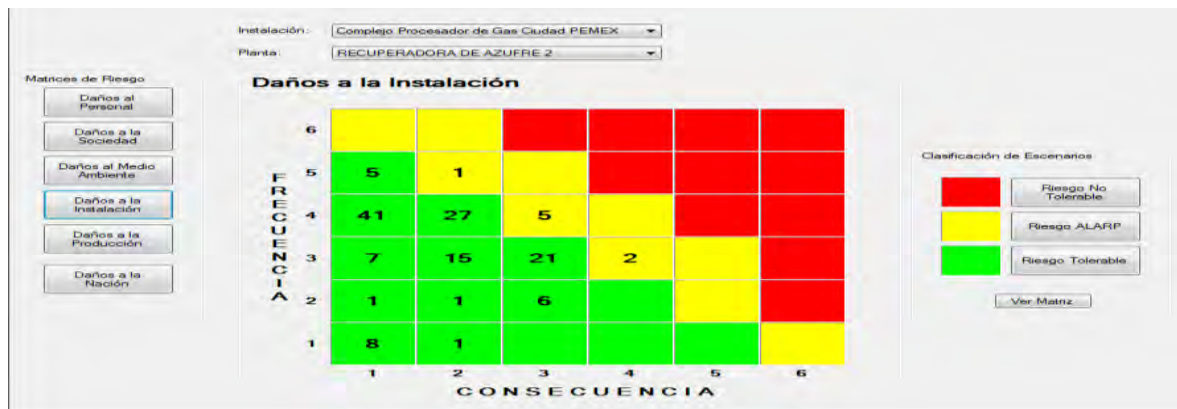 Instalación: Complejo Procesador de Gas Ciudad PEMEX
Planta: RECUPERADORA DE AZUFRE 2
Matrices de Riesgo
Daños al
Personal
Daños a la
Sociedad
Daños al Medio
Ambiente
Daños a la
Instalación
Daños a la
Producción
Daños a la
Nación
Daños a la Instalación
FRECUENCIA
6
5 5 1
4 41 27 5
3 7 15 21 2
2 1 1 6
1 8 1
1 2 3 4 5 6
CONSECUENCIA
Clasificación de Escenarios
Riesgo No
Tolerable
Riesgo ALARP
Riesgo Tolerable
Ver Matriz